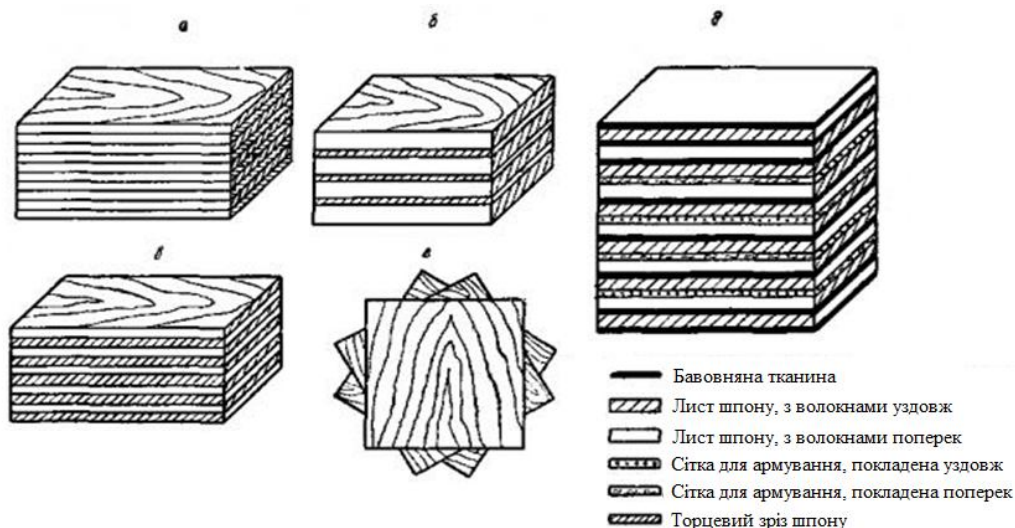 а б д
в г
Бавовняна тканина
Лист шпону, з волокнами уздовж
Лист шпону, з волокнами поперек
Сітка для армування, покладена уздовж
Сітка для армування, покладена поперек
Торцевий зріз шпону